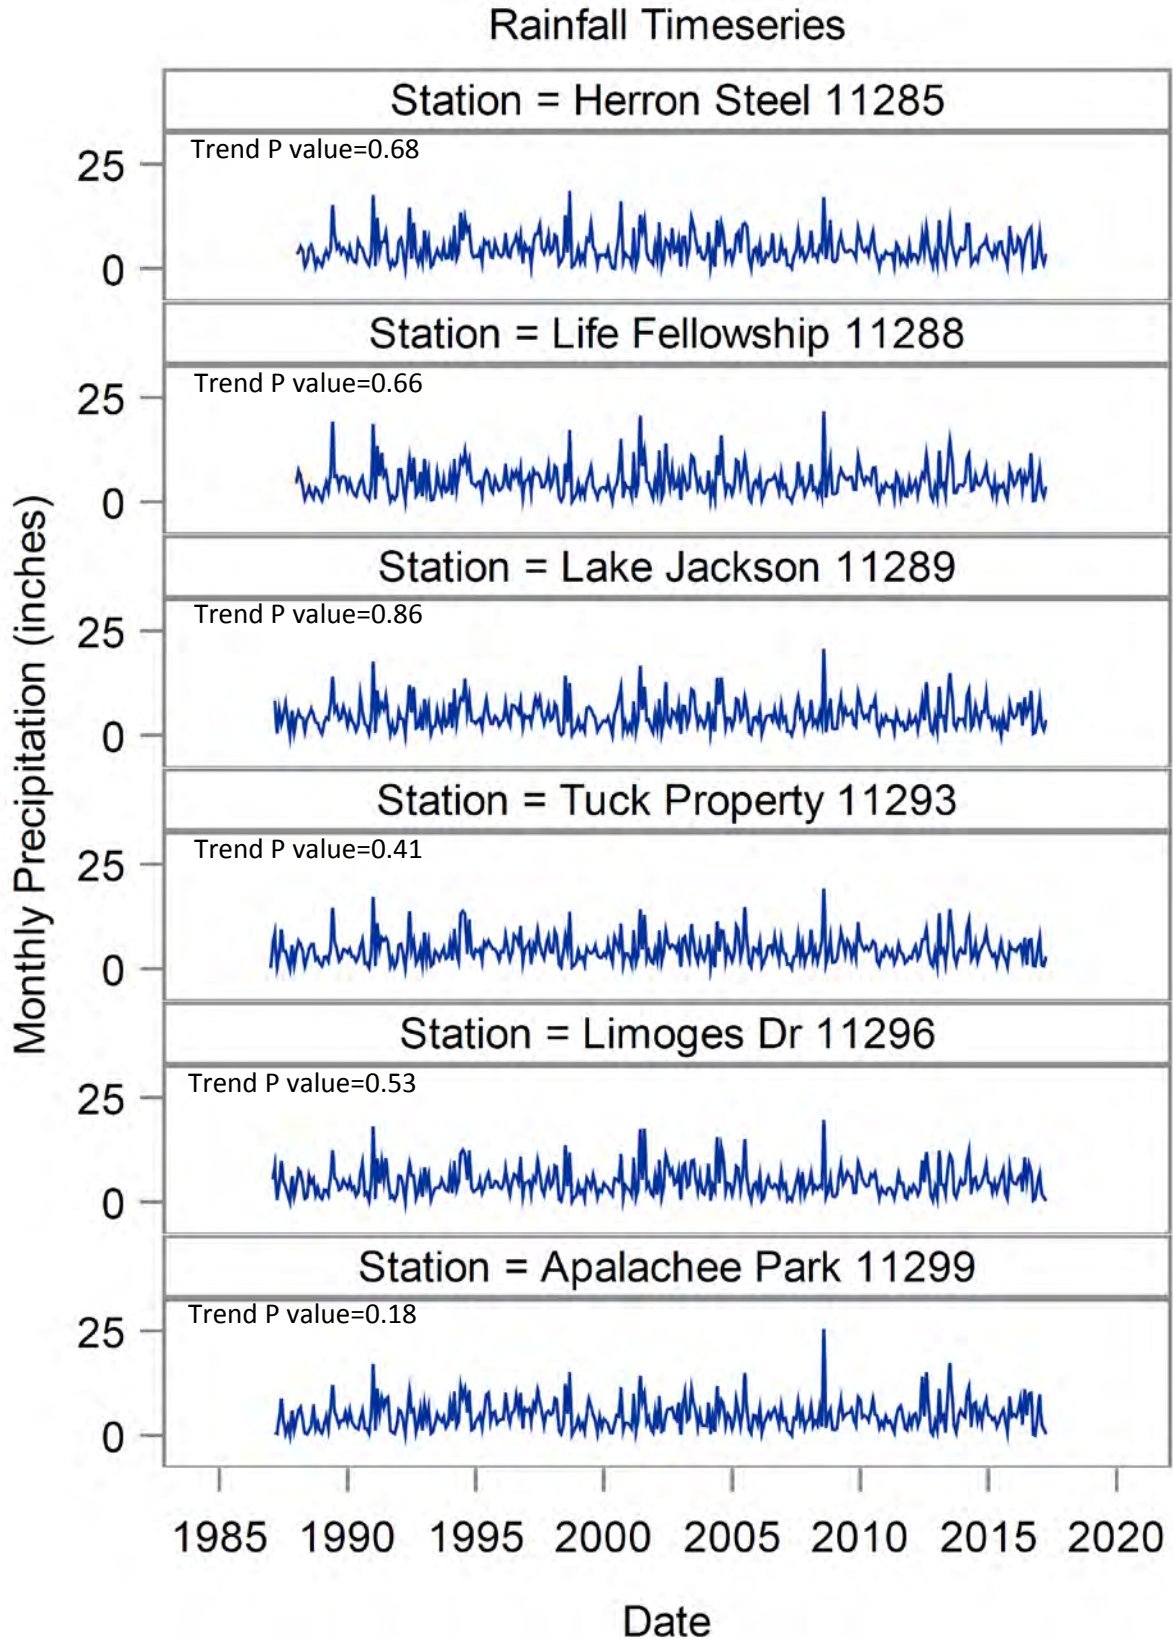 Rainfall Timeseries
Station = Herron Steel 11285
Trend P value=0.68
25
0
Station = Life Fellowship 11288
Trend P value=0.66
25
0
Station = Lake Jackson 11289
Trend P value=0.86
25
0
Station = Tuck Property 11293
Trend P value=0.41
25
0
Station = Limoges Dr 11296
Trend P value=0.53
25
0
Station = Apalachee Park 11299
Trend P value=0.18
25
0
Monthly Precipitation (inches)
1985 1990 1995 2000 2005 2010 2015 2020
Date